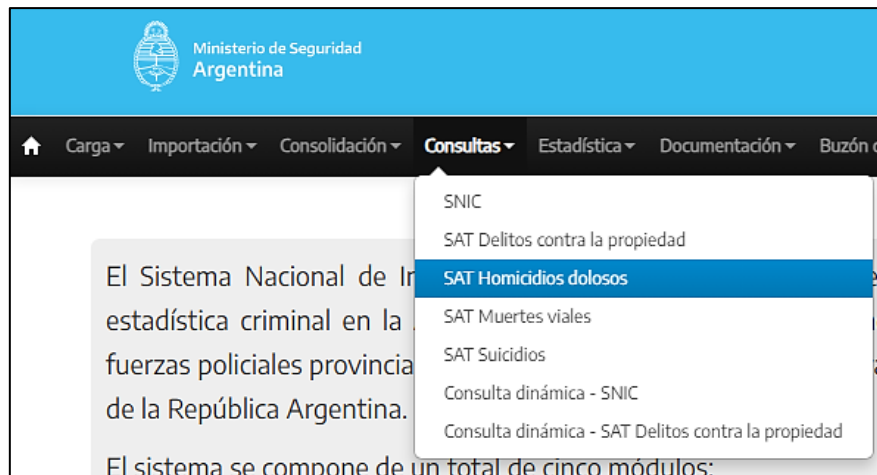 Ministerio de Seguridad
Argentina
Carga Importación Consolidación Consultas Estadística Documentación Buzón
SNIC
SAT Delitos contra la propiedad
SAT Homicidios dolosos
SAT Muertes viales
SAT Suicidios
Consulta dinámica - SNIC
Consulta dinámica - SAT Delitos contra la propiedad
El Sistema Nacional de
estadística criminal en la
fuerzas policiales
de la República Argentina.
El sistema se compone de un total de cinco módulos: